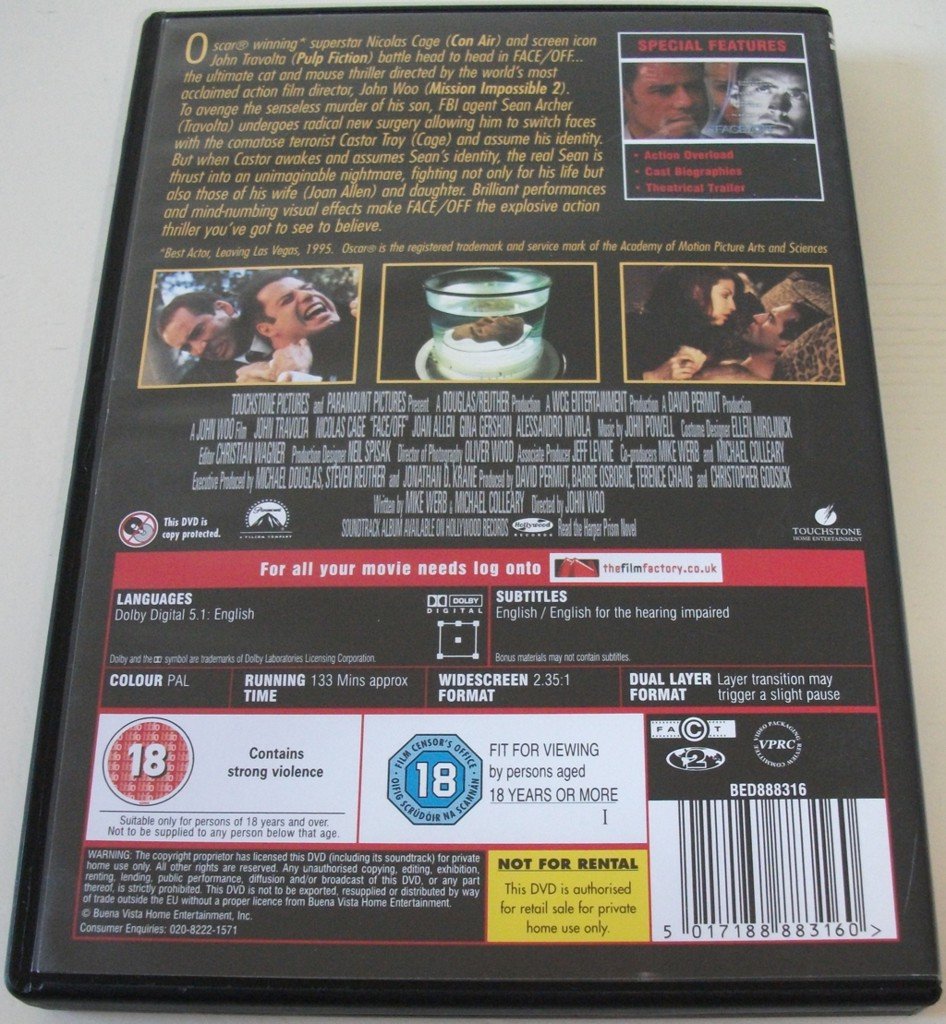 Oscar® winning* superstar Nicolas Cage (Con Air) and screen icon
John Travolta (Pulp Fiction) battle head to head in FACE/OFF...
the ultimate cat and mouse thriller directed by the world's most
acclaimed action film director, John Woo (Mission Impossible 2).
To avenge the senseless murder of his son, FBI agent Sean Archer
(Travolta) undergoes radical new surgery allowing him to switch faces
with the comatose terrorist Castor Troy (Cage) and assume his identity.
But when Castor awakes and assumes Sean's identity, the real Sean is
thrust into an unimaginable nightmare, fighting not only for his life but
also those of his wife (Joan Allen) and daughter. Brilliant performances
and mind-numbing visual effects make FACE/OFF the explosive action
thriller you've got to see to believe.
*Best Actor, Leaving Las Vegas, 1995. Oscar® is the registered trademark and service mark of the Academy of Motion Picture Arts and Sciences
SPECIAL FEATURES
FACE/OFF
• Action Overload
• Cast Biographies
• Theatrical Trailer
TOUCHSTONE PICTURES and PARAMOUNT PICTURES Present A DOUGLAS/REUTHER Production A WCG ENTERTAINMENT Production A DAVID PERMUT Production
A JOHN WOO Film JOHN TRAVOLTA NICOLAS CAGE "FACE/OFF" JOAN ALLEN GINA GERSHON ALESSANDRO NIVOLA Music by JOHN POWELL Costume Designer ELLEN MIROJNICK
Editor CHRISTIAN WAGNER Production Designer NEIL SPISAK Director of Photography OLIVER WOOD Associate Producer JEFF LEVINE Co-producers MIKE WERB and MICHAEL COLLEARY
Executive Produced by MICHAEL DOUGLAS, STEVEN REUTHER and JONATHAN D. KRANE Produced by DAVID PERMUT, BARRIE OSBORNE, TERENCE CHANG and CHRISTOPHER GODSICK
Written by MIKE WERB & MICHAEL COLLEARY Directed by JOHN WOO
SOUNDTRACK ALBUM AVAILABLE ON HOLLYWOOD RECORDS Hollywood RECORDS Read the Harper Prism Novel
This DVD is
copy protected.
Paramount
TOUCHSTONE
HOME ENTERTAINMENT
For all your movie needs log onto thefilmfactory.co.uk
LANGUAGES
Dolby Digital 5.1: English
DOLBY
DIGITAL
Dolby and the DD symbol are trademarks of Dolby Laboratories Licensing Corporation.
SUBTITLES
English / English for the hearing impaired
Bonus materials may not contain subtitles.
COLOUR PAL
RUNNING TIME 133 Mins approx
WIDESCREEN FORMAT 2.35:1
DUAL LAYER FORMAT Layer transition may
trigger a slight pause
18
Contains
strong violence
Suitable only for persons of 18 years and over.
Not to be supplied to any person below that age.
FILM CENSOR'S OFFICE
18
OIFIG SCRÚDÓIR NA SCANNÁN
FIT FOR VIEWING
by persons aged
18 YEARS OR MORE
I
FACT
2
VIDEO PACKAGING REVIEW COMMITTEE
VPRC
BED888316
WARNING: The copyright proprietor has licensed this DVD (including its soundtrack) for private
home use only. All other rights are reserved. Any unauthorised copying, editing, exhibition,
renting, lending, public performance, diffusion and/or broadcast of this DVD, or any part
thereof, is strictly prohibited. This DVD is not to be exported, resupplied or distributed by way
of trade outside the EU without a proper licence from Buena Vista Home Entertainment.
© Buena Vista Home Entertainment, Inc.
Consumer Enquiries: 020-8222-1571
NOT FOR RENTAL
This DVD is authorised
for retail sale for private
home use only.
5 017188 883160 >